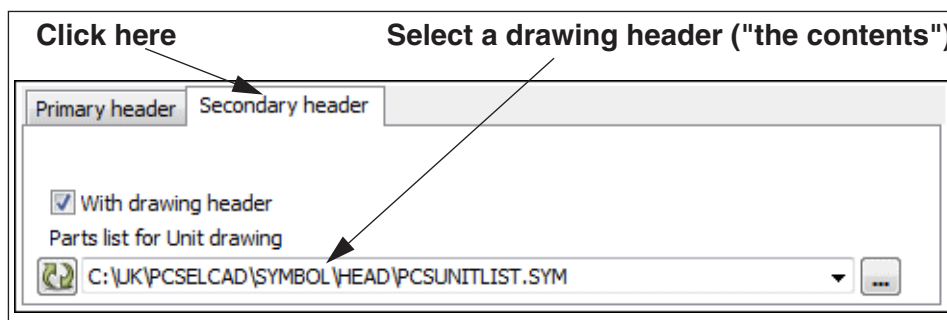 Click here Select a drawing header ("the contents")
Primary header Secondary header
With drawing header
Parts list for Unit drawing
C:\UK\PCSELCAD\SYMBOL\HEAD\PCSUNITLIST.SYM ...